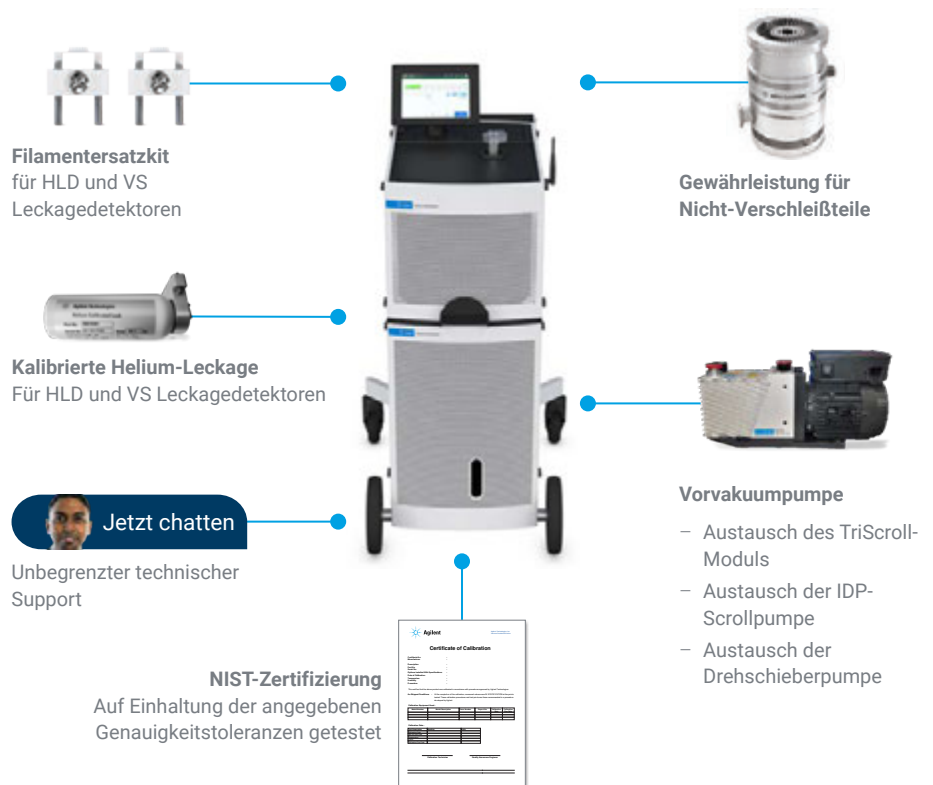 Filamentersatzkit
für HLD und VS
Leckagedetektoren
Gewährleistung für
Nicht-Verschleißteile
Agilent Technologies
Kalibrierte Helium-Leckage
Für HLD und VS Leckagedetektoren
Jetzt chatten
Unbegrenzter technischer
Support
Vorvakuumpumpe
– Austausch des TriScroll-
Moduls
– Austausch der IDP-
Scrollpumpe
– Austausch der
Drehschieberpumpe
NIST-Zertifizierung
Auf Einhaltung der angegebenen
Genauigkeitstoleranzen getestet
Agilent
Certificate of Calibration